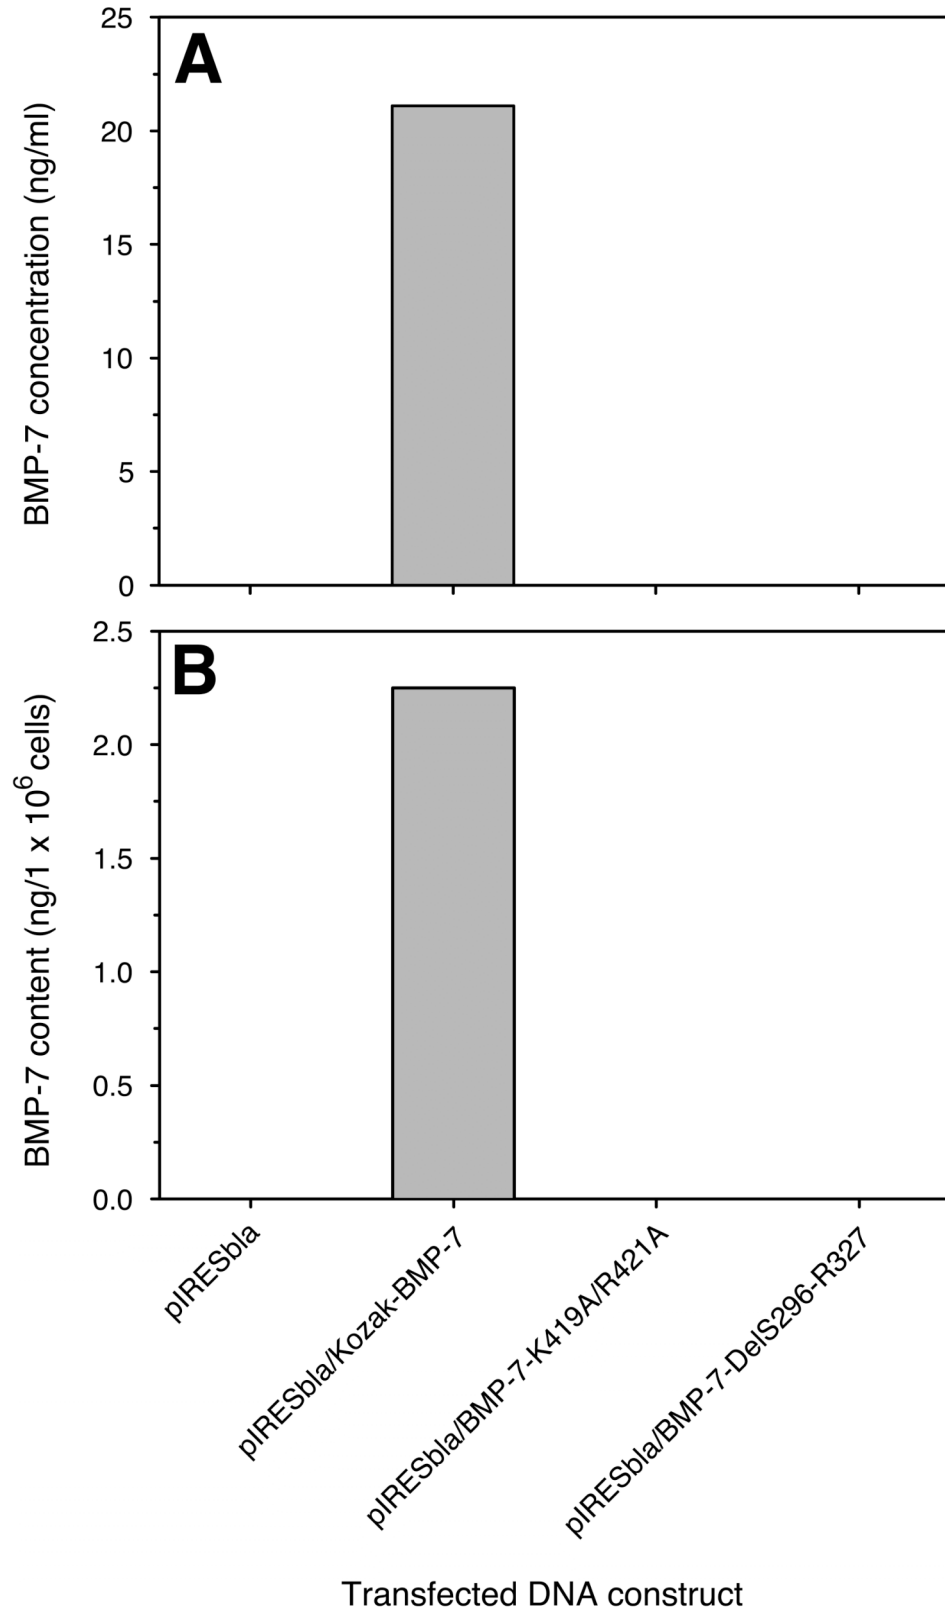 A
BMP-7 concentration (ng/ml)
25
20
15
10
5
0
B
BMP-7 content (ng/1 x 10⁶ cells)
2.5
2.0
1.5
1.0
0.5
0.0
pIRESbla
pIRESbla/Kozak-BMP-7
pIRESbla/BMP-7-K419A/R421A
pIRESbla/BMP-7-DelS296-R327
Transfected DNA construct